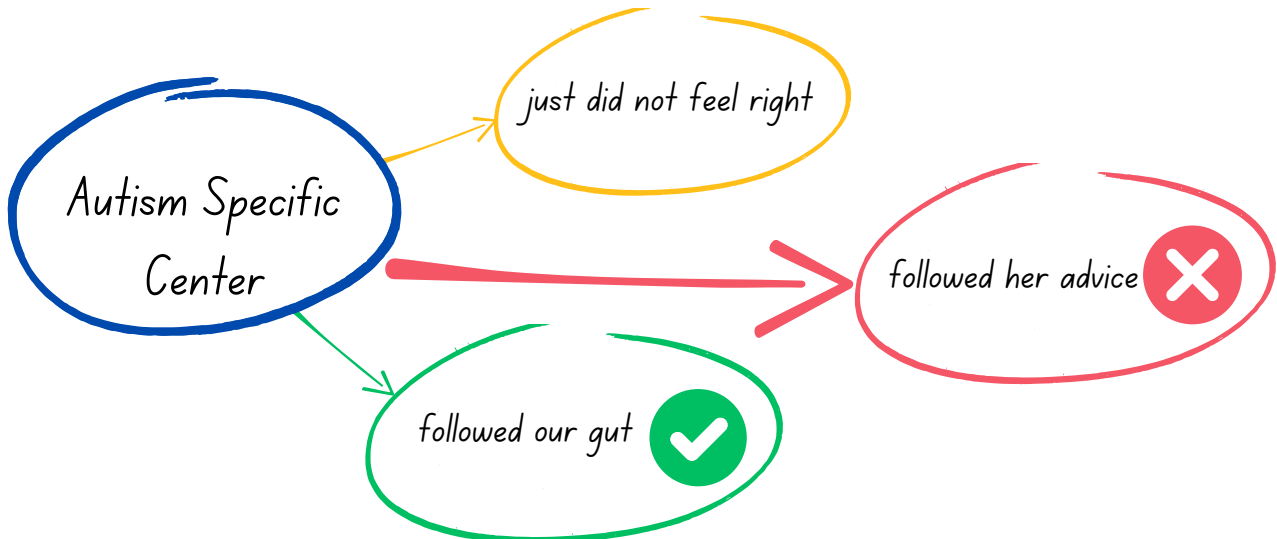 just did not feel right
Autism Specific
Center
followed her advice
followed our gut